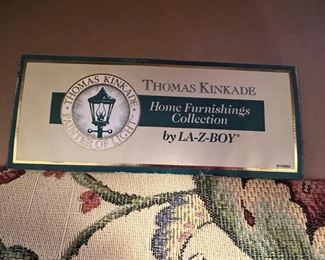 THOMAS KINKADE
PAINTER OF LIGHT
THOMAS KINKADE
Home Furnishings
Collection
by LA-Z-BOY